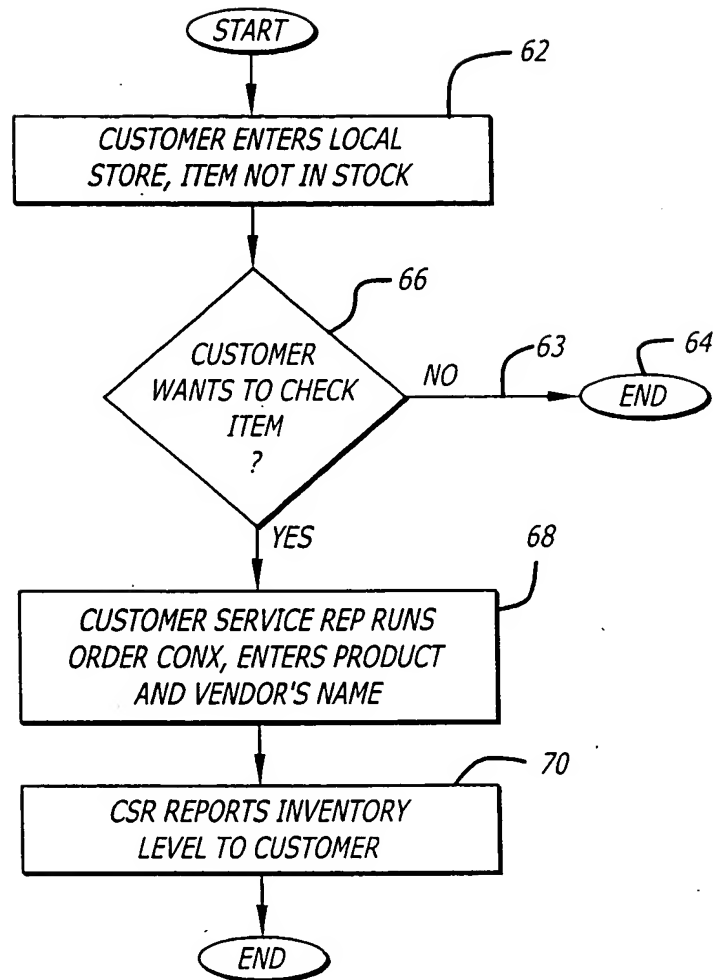 START
62
CUSTOMER ENTERS LOCAL
STORE, ITEM NOT IN STOCK
66
CUSTOMER
WANTS TO CHECK
ITEM
?
NO
63
64
END
YES
68
CUSTOMER SERVICE REP RUNS
ORDER CONX, ENTERS PRODUCT
AND VENDOR'S NAME
70
CSR REPORTS INVENTORY
LEVEL TO CUSTOMER
END